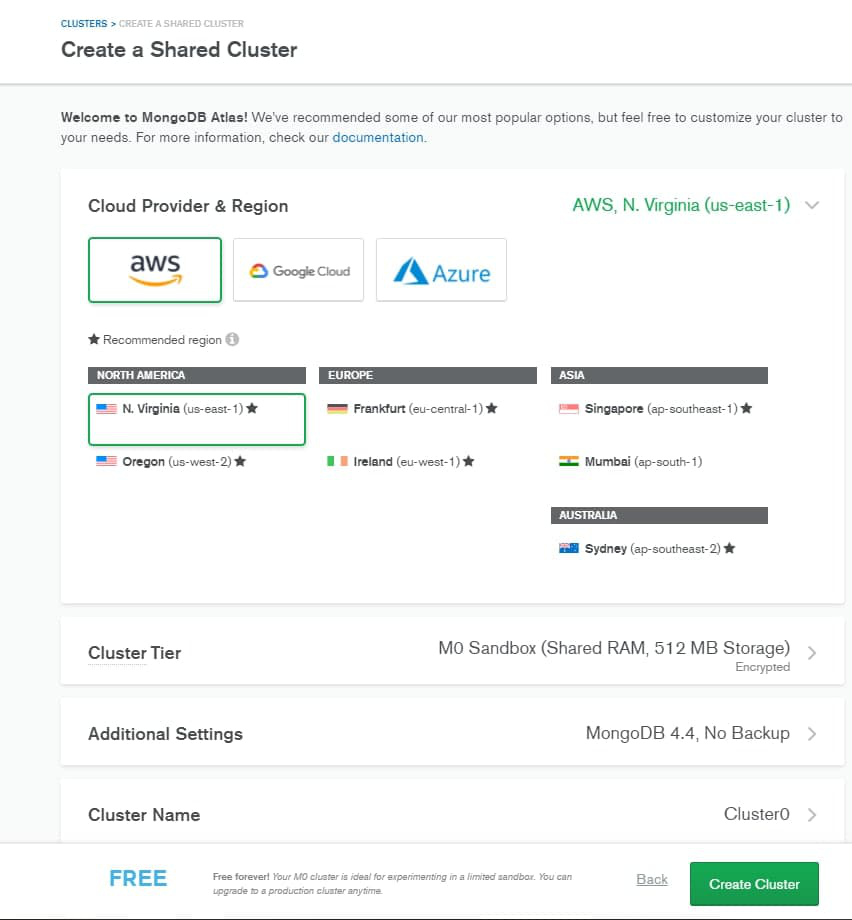 CLUSTERS > CREATE A SHARED CLUSTER
Create a Shared Cluster
Welcome to MongoDB Atlas! We've recommended some of our most popular options, but feel free to customize your cluster to
your needs. For more information, check our documentation.
Cloud Provider & Region
AWS, N. Virginia (us-east-1)
aws
Google Cloud
Azure
★ Recommended region
NORTH AMERICA
N. Virginia (us-east-1) ★
Oregon (us-west-2) ★
EUROPE
Frankfurt (eu-central-1) ★
Ireland (eu-west-1) ★
ASIA
Singapore (ap-southeast-1) ★
Mumbai (ap-south-1)
AUSTRALIA
Sydney (ap-southeast-2) ★
Cluster Tier
M0 Sandbox (Shared RAM, 512 MB Storage)
Encrypted
Additional Settings
MongoDB 4.4, No Backup
Cluster Name
Cluster0
FREE
Free forever! Your M0 cluster is ideal for experimenting in a limited sandbox. You can
upgrade to a production cluster anytime.
Back
Create Cluster